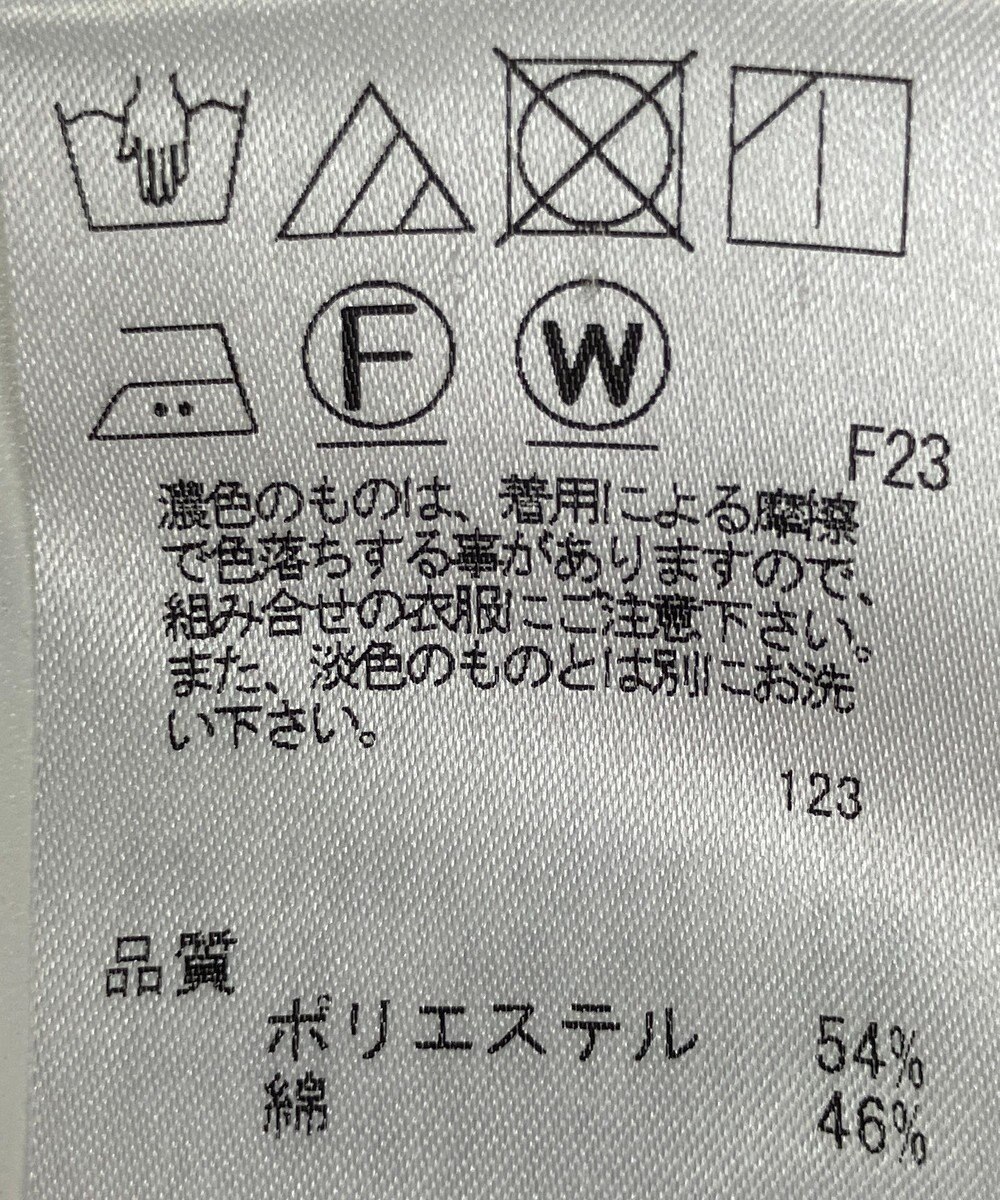 F
W
F23
濃色のものは、着用による摩擦
で色落ちする事がありますので、
組み合せの衣服にご注意下さい。
また、淡色のものとは別にお洗
い下さい。
123
品質
ポリエステル 54%
綿 46%